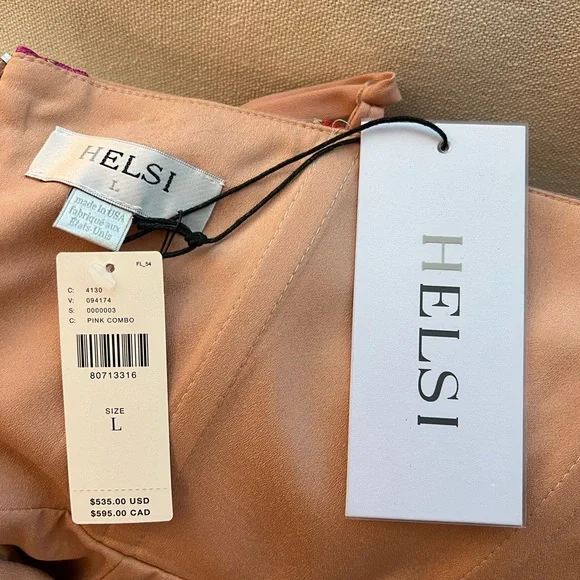 HELSI
L
made in USA
fabriqué aux
États-Unis
FL_54
C: 4130
V: 094174
S: 0000003
C: PINK COMBO
80713316
SIZE
L
$535.00 USD
$595.00 CAD
HELSI